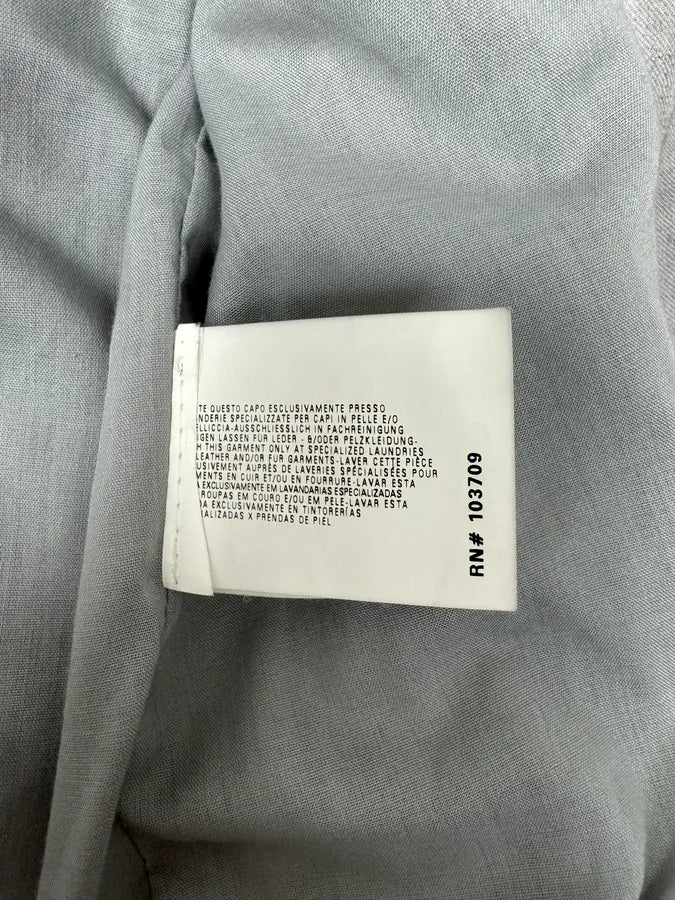 TE QUESTO CAPO ESCLUSIVAMENTE PRESSO
NDERIE SPECIALIZZATE PER CAPI IN PELLE E/O
ELLICCIA-AUSSCHLIESSLICH IN FACHREINIGUNG
IGEN LASSEN FÜR LEDER - &/ODER PELZKLEIDUNG-
H THIS GARMENT ONLY AT SPECIALIZED LAUNDRIES
LEATHER AND/OR FUR GARMENTS-LAVER CETTE PIÈCE
USIVEMENT AUPRÈS DE LAVERIES SPÉCIALISÉES POUR
MENTS EN CUIR ET/OU EN FOURRURE-LAVAR ESTA
A EXCLUSIVAMENTE EM LAVANDARIAS ESPECIALIZADAS
ROUPAS EM COURO E/OU EM PELE-LAVAR ESTA
DA EXCLUSIVAMENTE EN TINTORERÍAS
IALIZADAS X PRENDAS DE PIEL
RN# 103709